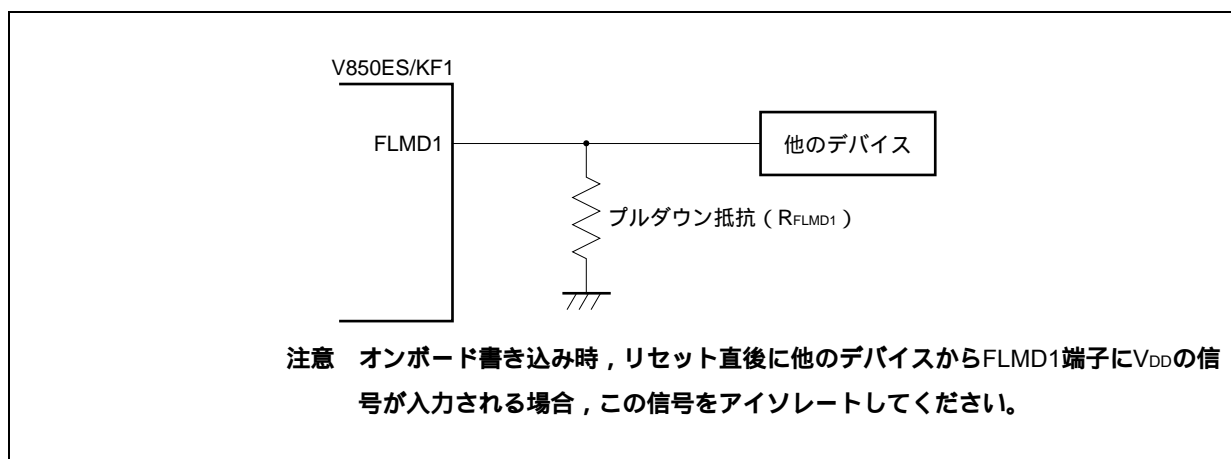 V850ES/KF1
FLMD1
他のデバイス
プルダウン抵抗（RFLMD1）
注意　オンボード書き込み時，リセット直後に他のデバイスからFLMD1端子にVDDの信
号が入力される場合，この信号をアイソレートしてください。